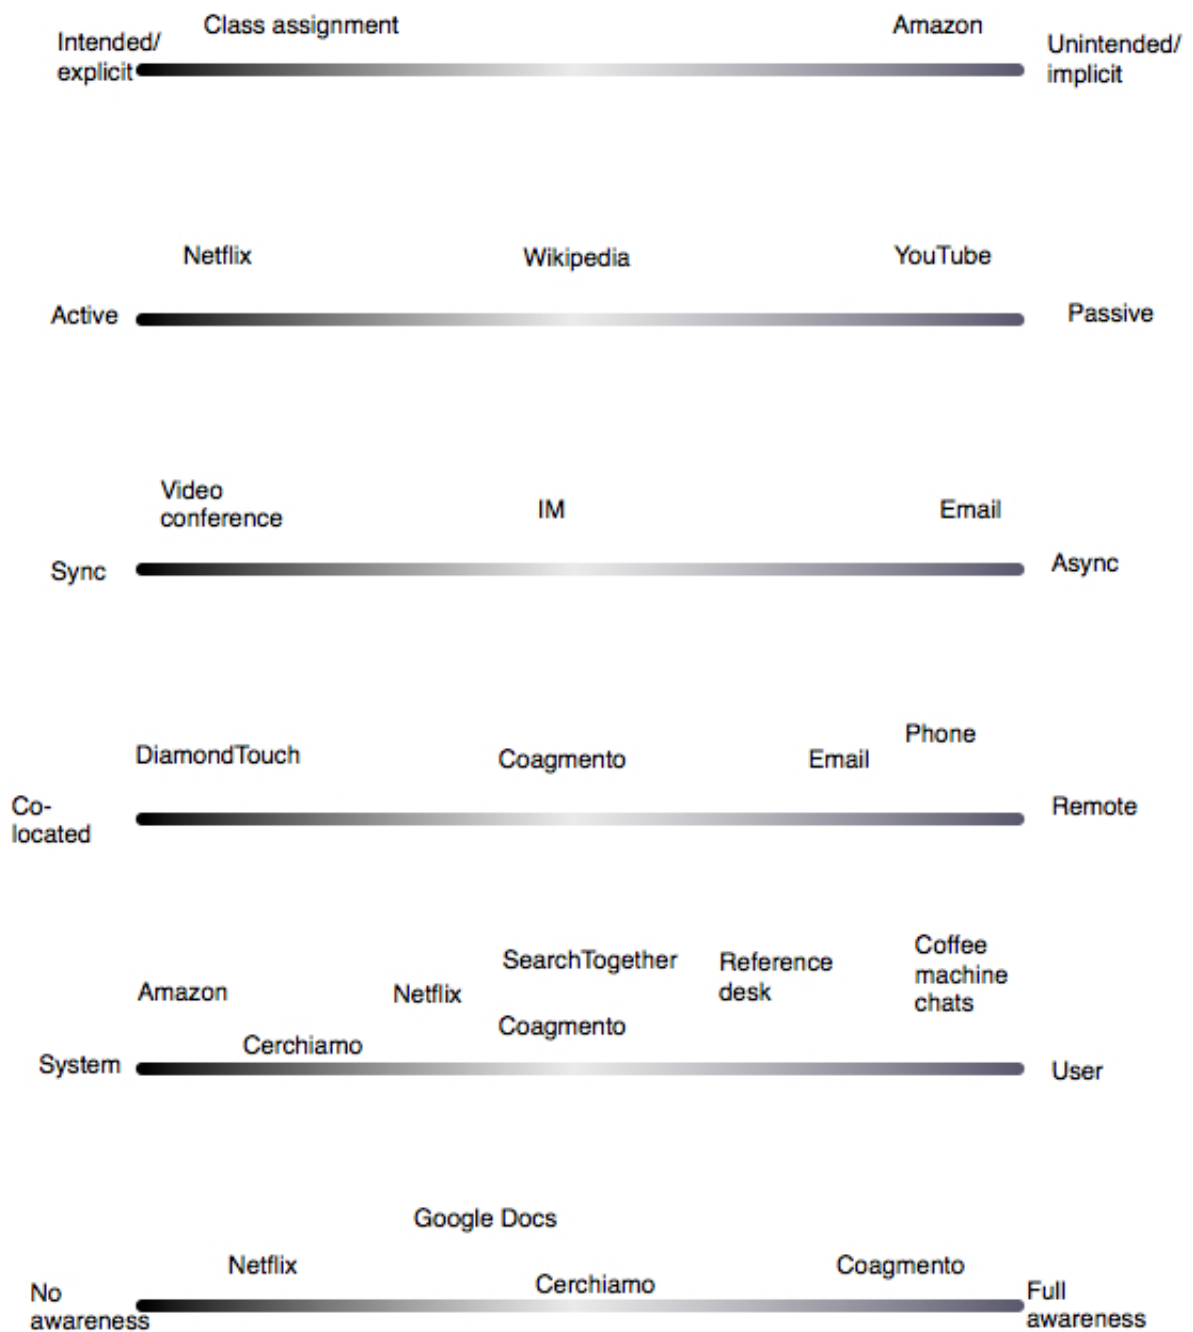 Class assignment
Amazon
Intended/
explicit
Unintended/
implicit
Netflix
Wikipedia
YouTube
Active
Passive
Video
conference
IM
Email
Sync
Async
DiamondTouch
Coagmento
Email
Phone
Co-
located
Remote
Amazon
Cerchiamo
Netflix
SearchTogether
Coagmento
Reference
desk
Coffee
machine
chats
System
User
Google Docs
Netflix
Cerchiamo
Coagmento
No
awareness
Full
awareness